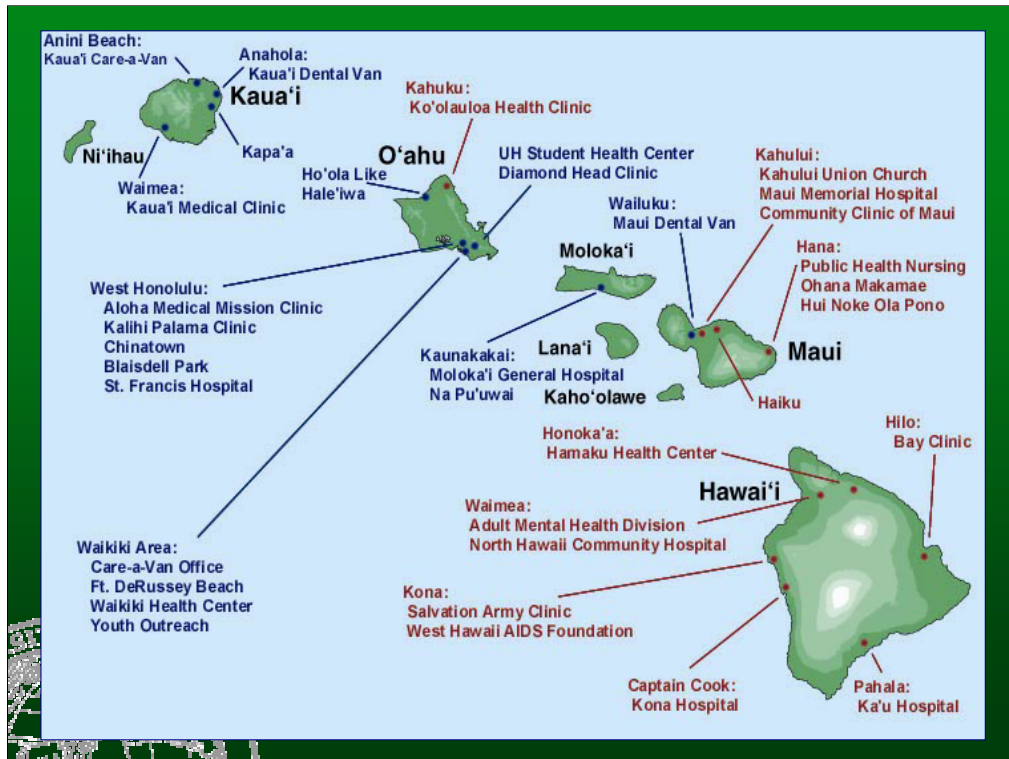 Anini Beach:
Kaua'i Care-a-Van
Anahola:
Kaua'i Dental Van
Kaua‘i
Ni‘ihau
Kapa'a
Waimea:
Kaua'i Medical Clinic
Kahuku:
Ko'olauloa Health Clinic
O‘ahu
Ho'ola Like
Hale'iwa
UH Student Health Center
Diamond Head Clinic
West Honolulu:
Aloha Medical Mission Clinic
Kalihi Palama Clinic
Chinatown
Blaisdell Park
St. Francis Hospital
Waikiki Area:
Care-a-Van Office
Ft. DeRussey Beach
Waikiki Health Center
Youth Outreach
Moloka‘i
Kaunakakai:
Moloka'i General Hospital
Na Pu'uwai
Lana‘i
Kaho‘olawe
Wailuku:
Maui Dental Van
Kahului:
Kahului Union Church
Maui Memorial Hospital
Community Clinic of Maui
Hana:
Public Health Nursing
Ohana Makamae
Hui Noke Ola Pono
Maui
Haiku
Honoka'a:
Hamaku Health Center
Hilo:
Bay Clinic
Hawai‘i
Waimea:
Adult Mental Health Division
North Hawaii Community Hospital
Kona:
Salvation Army Clinic
West Hawaii AIDS Foundation
Captain Cook:
Kona Hospital
Pahala:
Ka'u Hospital